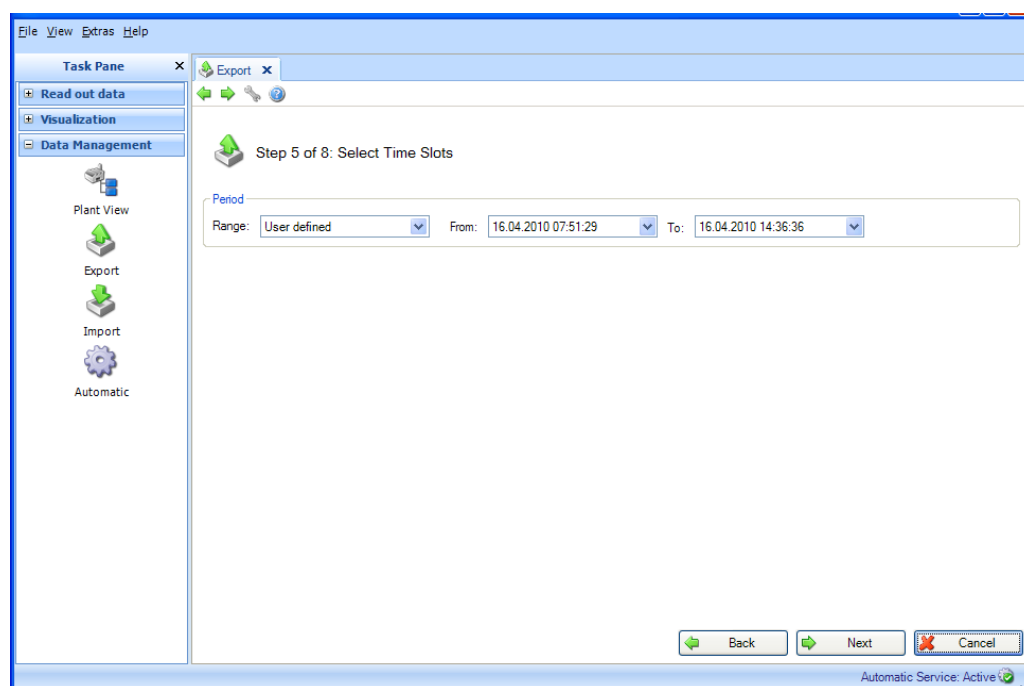 File View Extras Help
Task Pane
Export
Read out data
Visualization
Data Management
Step 5 of 8: Select Time Slots
Plant View
Period
Range: User defined From: 16.04.2010 07:51:29 To: 16.04.2010 14:36:36
Export
Import
Automatic
Back Next Cancel
Automatic Service: Active